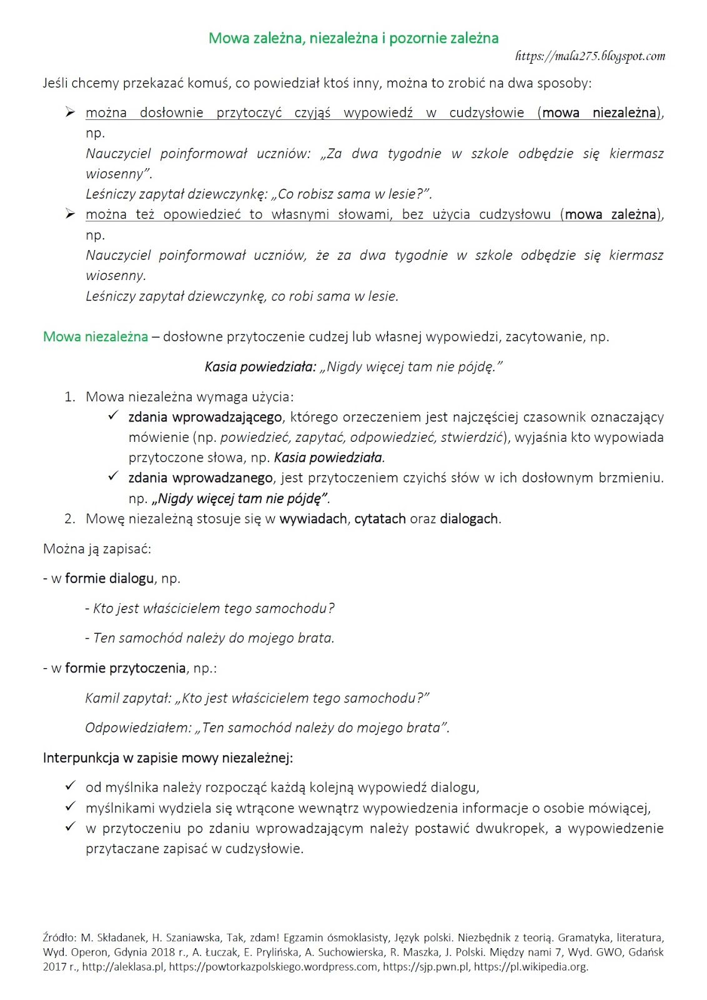 Mowa zależna, niezależna i pozornie zależna
https://mala275.blogspot.com
Jeśli chcemy przekazać komuś, co powiedział ktoś inny, można to zrobić na dwa sposoby:
➢ można dosłownie przytoczyć czyjąś wypowiedź w cudzysłowie (mowa niezależna),
np.
Nauczyciel poinformował uczniów: „Za dwa tygodnie w szkole odbędzie się kiermasz
wiosenny”.
Leśniczy zapytał dziewczynkę: „Co robisz sama w lesie?”.
➢ można też opowiedzieć to własnymi słowami, bez użycia cudzysłowu (mowa zależna),
np.
Nauczyciel poinformował uczniów, że za dwa tygodnie w szkole odbędzie się kiermasz
wiosenny.
Leśniczy zapytał dziewczynkę, co robi sama w lesie.
Mowa niezależna – dosłowne przytoczenie cudzej lub własnej wypowiedzi, zacytowanie, np.
Kasia powiedziała: „Nigdy więcej tam nie pójdę.”
1. Mowa niezależna wymaga użycia:
✓ zdania wprowadzającego, którego orzeczeniem jest najczęściej czasownik oznaczający
mówienie (np. powiedzieć, zapytać, odpowiedzieć, stwierdzić), wyjaśnia kto wypowiada
przytoczone słowa, np. Kasia powiedziała.
✓ zdania wprowadzanego, jest przytoczeniem czyichś słów w ich dosłownym brzmieniu.
np. „Nigdy więcej tam nie pójdę”.
2. Mowę niezależną stosuje się w wywiadach, cytatach oraz dialogach.
Można ją zapisać:
- w formie dialogu, np.
- Kto jest właścicielem tego samochodu?
- Ten samochód należy do mojego brata.
- w formie przytoczenia, np.:
Kamil zapytał: „Kto jest właścicielem tego samochodu?”
Odpowiedziałem: „Ten samochód należy do mojego brata”.
Interpunkcja w zapisie mowy niezależnej:
✓ od myślnika należy rozpocząć każdą kolejną wypowiedź dialogu,
✓ myślnikami wydziela się wtrącone wewnątrz wypowiedzenia informacje o osobie mówiącej,
✓ w przytoczeniu po zdaniu wprowadzającym należy postawić dwukropek, a wypowiedzenie
przytaczane zapisać w cudzysłowie.
Źródło: M. Składanek, H. Szaniawska, Tak, zdam! Egzamin ósmoklasisty, Język polski. Niezbędnik z teorią. Gramatyka, literatura,
Wyd. Operon, Gdynia 2018 r., A. Łuczak, E. Prylińska, A. Suchowierska, R. Maszka, J. Polski. Między nami 7, Wyd. GWO, Gdańsk
2017 r., http://aleklasa.pl, https://powtorkazpolskiego.wordpress.com, https://sjp.pwn.pl, https://pl.wikipedia.org.